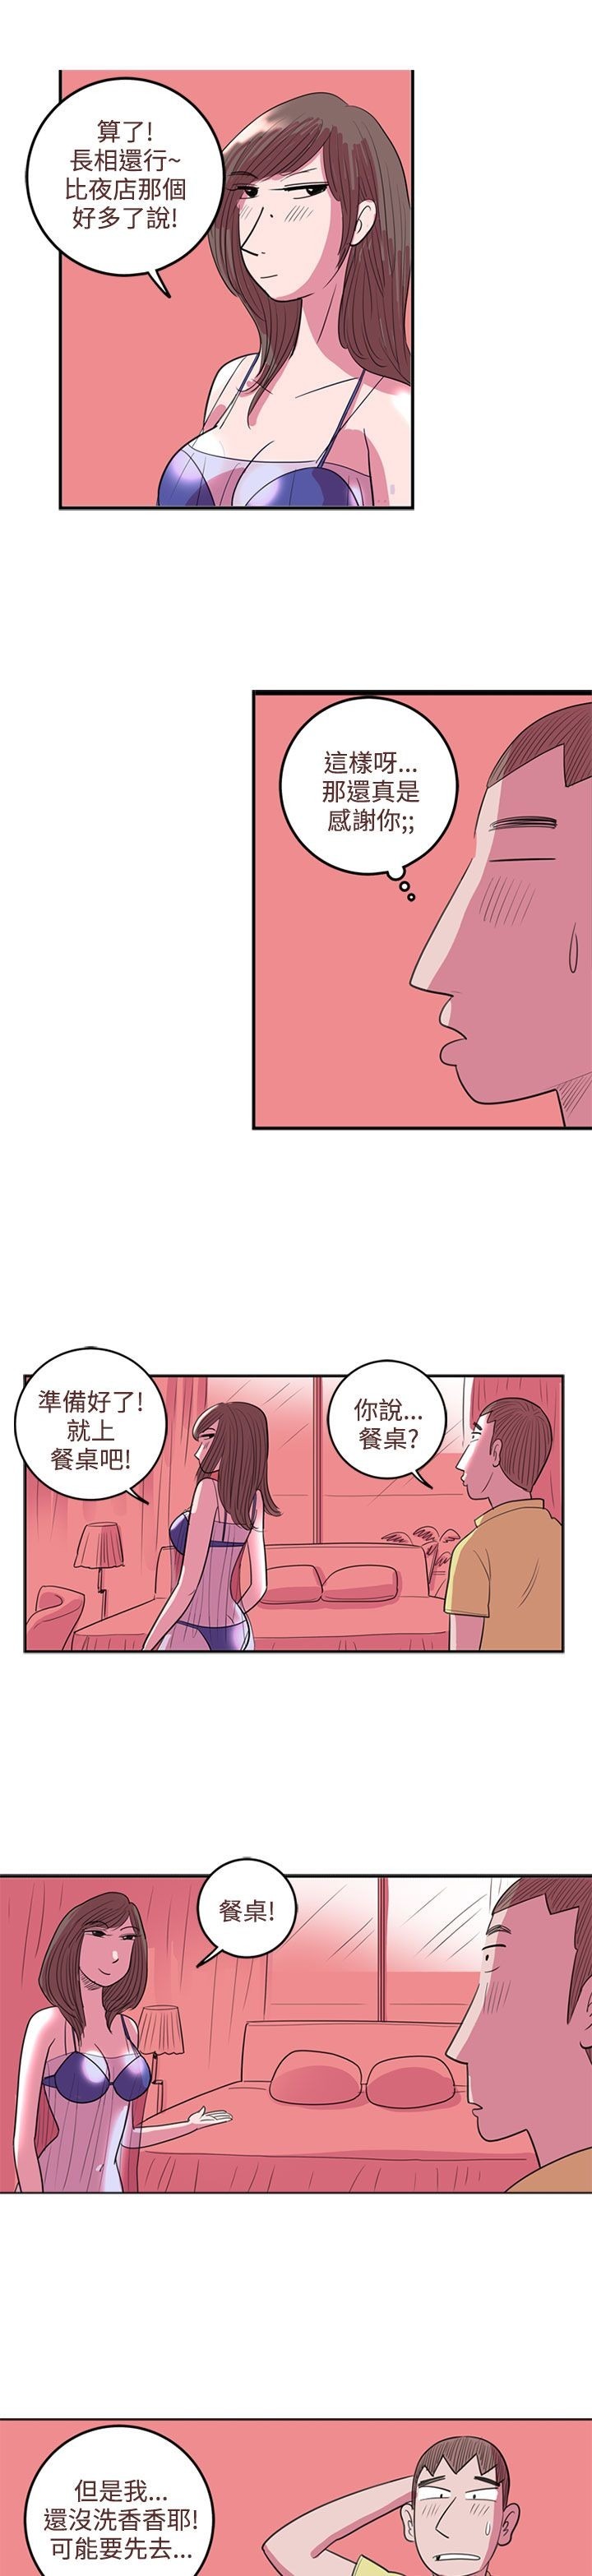 算了!
長相還行~
比夜店那個
好多了說!
這樣呀...
那還真是
感謝你;;
準備好了!
就上
餐桌吧!
你說...
餐桌?
餐桌!
但是我...
還沒洗香香耶!
可能要先去...